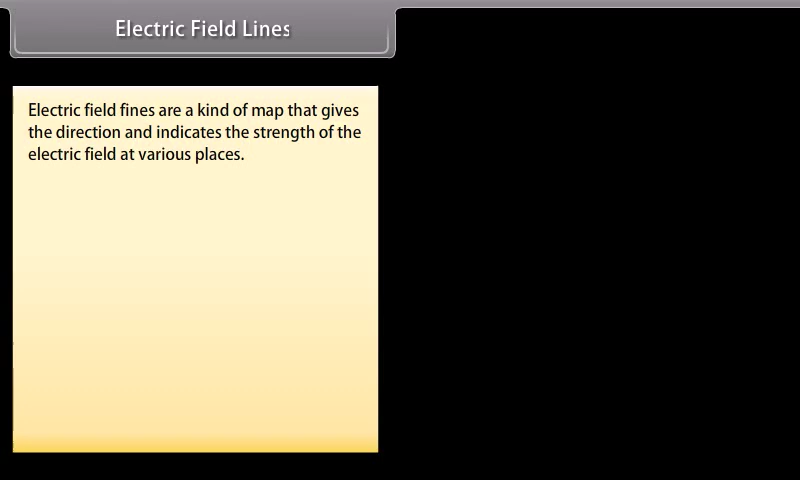 Electric Field Lines
Electric field fines are a kind of map that gives
the direction and indicates the strength of the
electric field at various places.